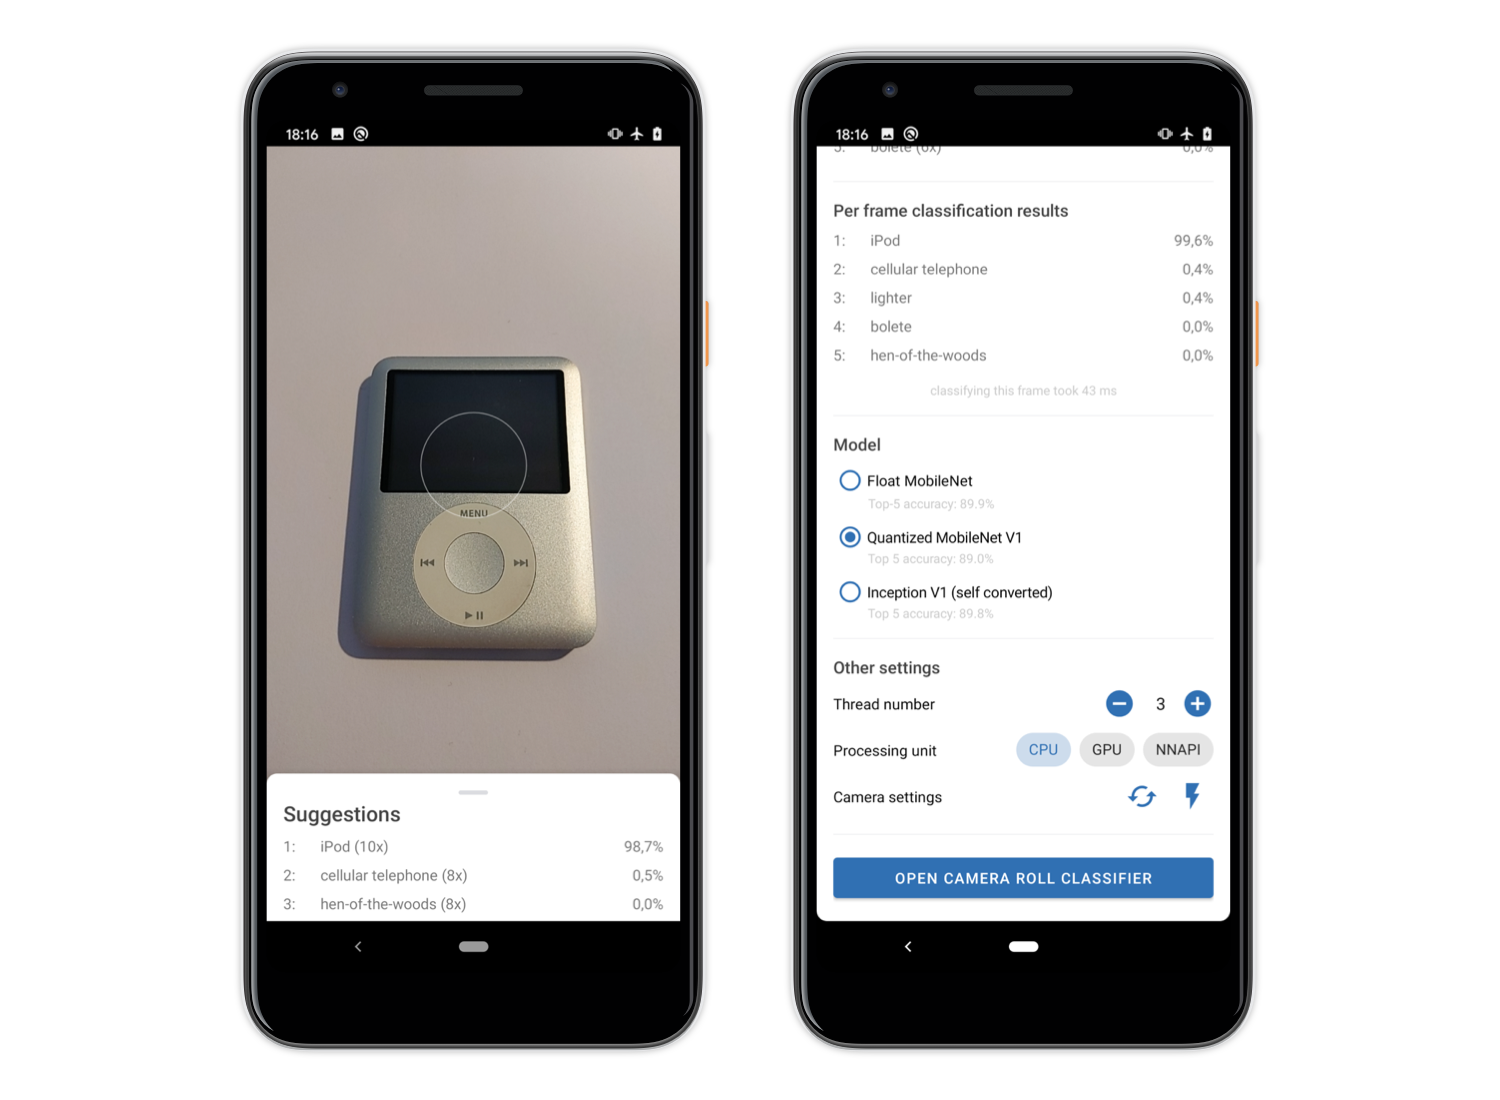 18:16
MENU
Suggestions
1: iPod (10x) 98,7%
2: cellular telephone (8x) 0,5%
3: hen-of-the-woods (8x) 0,0%
18:16
5: bolete (6x) 0,0%
Per frame classification results
1: iPod 99,6%
2: cellular telephone 0,4%
3: lighter 0,4%
4: bolete 0,0%
5: hen-of-the-woods 0,0%
classifying this frame took 43 ms
Model
Float MobileNet
Top-5 accuracy: 89.9%
Quantized MobileNet V1
Top 5 accuracy: 89.0%
Inception V1 (self converted)
Top 5 accuracy: 89.8%
Other settings
Thread number 3
Processing unit CPU GPU NNAPI
Camera settings
OPEN CAMERA ROLL CLASSIFIER